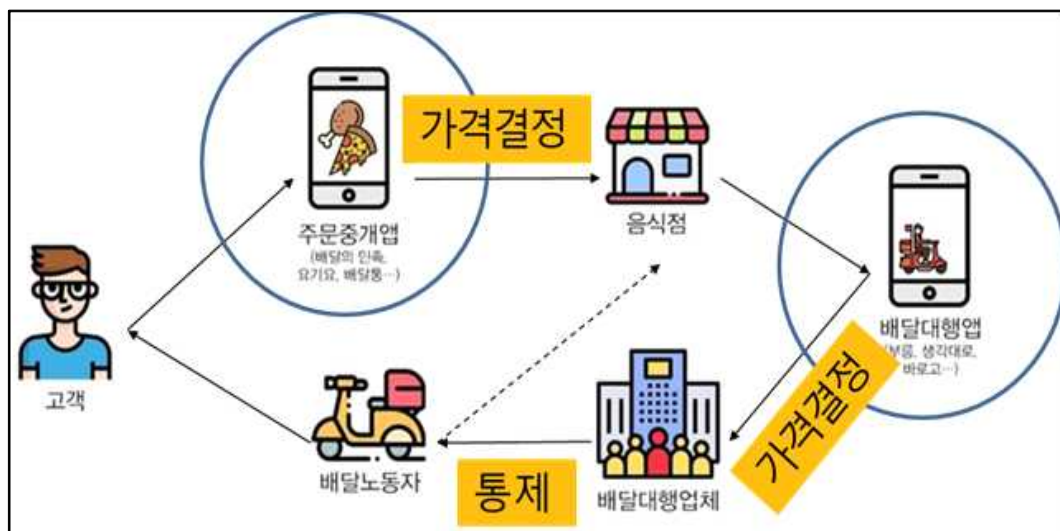 가격결정
주문중개앱
(배달의 민족,
요기요, 배달통…)
음식점
배달대행앱
(부릉, 생각대로,
바로고…)
고객
배달노동자
통제
배달대행업체
가격결정